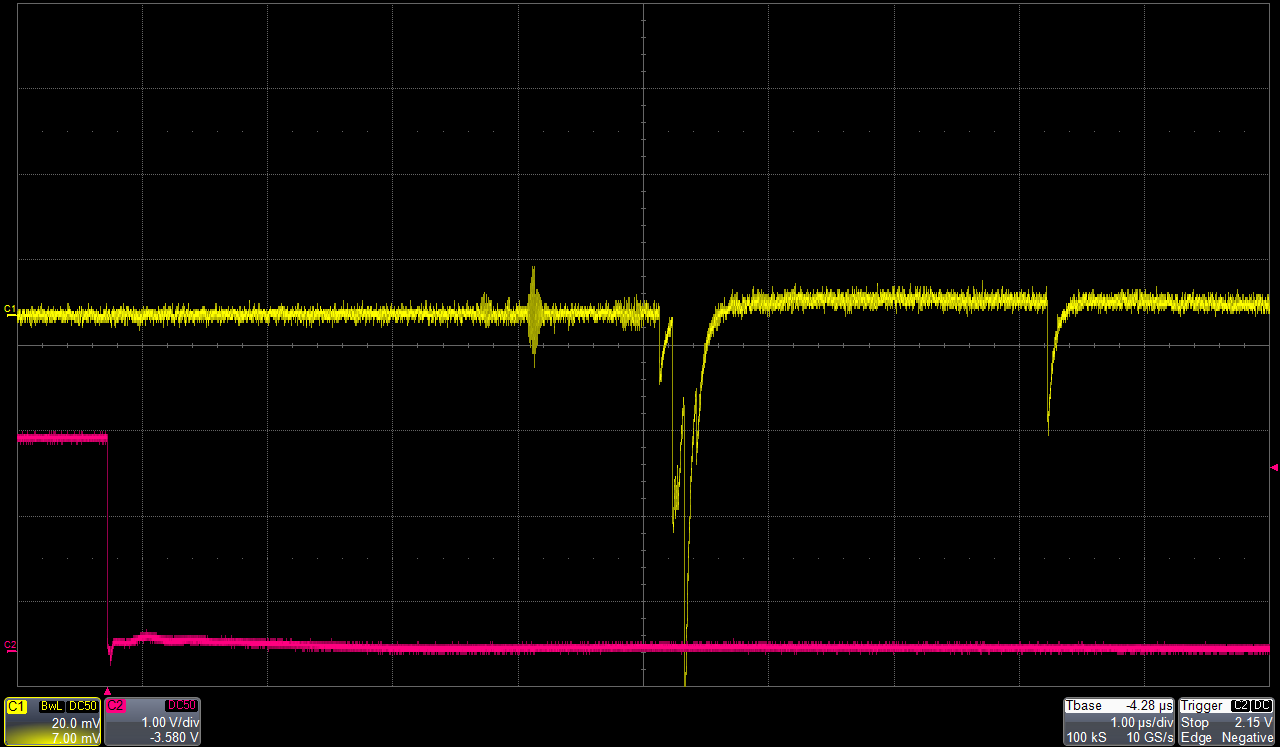 C1
C2
C1 BwL DC50
20.0 mV
7.00 mV
C2 DC50
1.00 V/div
-3.580 V
Tbase -4.28 µs
1.00 µs/div
100 kS 10 GS/s
Trigger C2 DC
Stop 2.15 V
Edge Negative